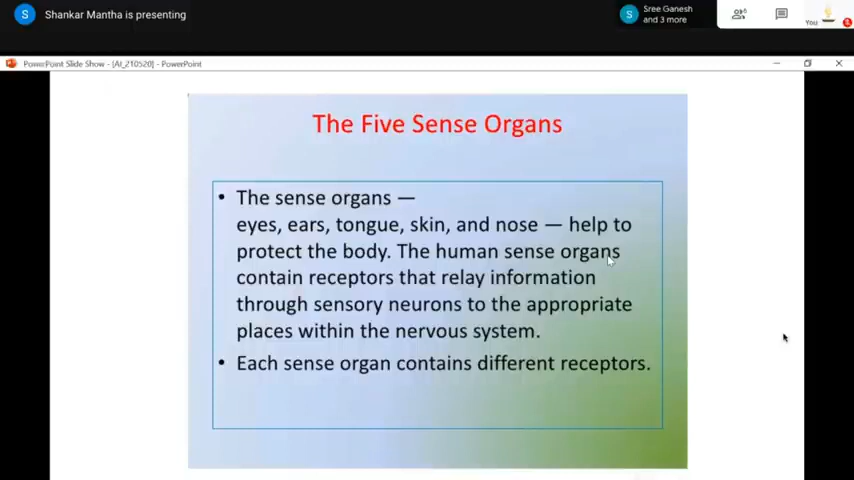 S Shankar Mantha is presenting
S Sree Ganesh
and 3 more
You
PowerPoint Slide Show - [AI_210520] - PowerPoint
The Five Sense Organs
• The sense organs —
eyes, ears, tongue, skin, and nose — help to
protect the body. The human sense organs
contain receptors that relay information
through sensory neurons to the appropriate
places within the nervous system.
• Each sense organ contains different receptors.